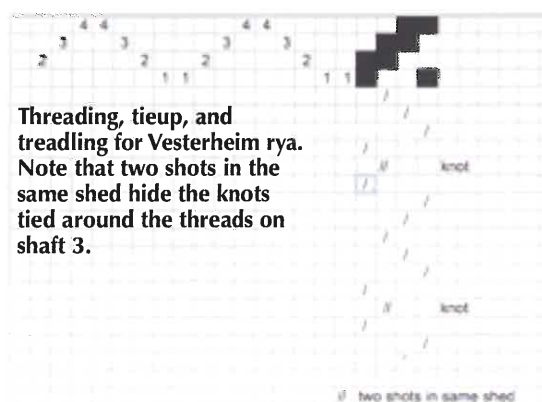 4 4 4 4
3 3 3 3
2 2 2 2
1 1 1 1
Threading, tieup, and
treadling for Vesterheim rya.
Note that two shots in the
same shed hide the knots
tied around the threads on
shaft 3.
/
/
/
/
// knot
/
/
/
/
/
/
// knot
/
/
// two shots in same shed